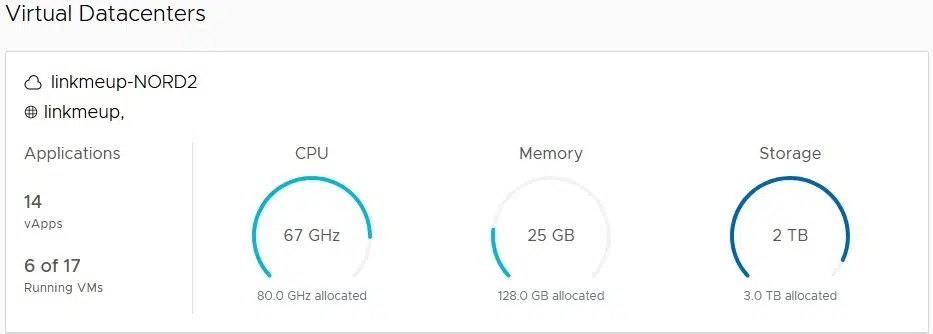 Virtual Datacenters
linkmeup-NORD2
linkmeup,
Applications
14
vApps
6 of 17
Running VMs
CPU
67 GHz
80.0 GHz allocated
Memory
25 GB
128.0 GB allocated
Storage
2 TB
3.0 TB allocated